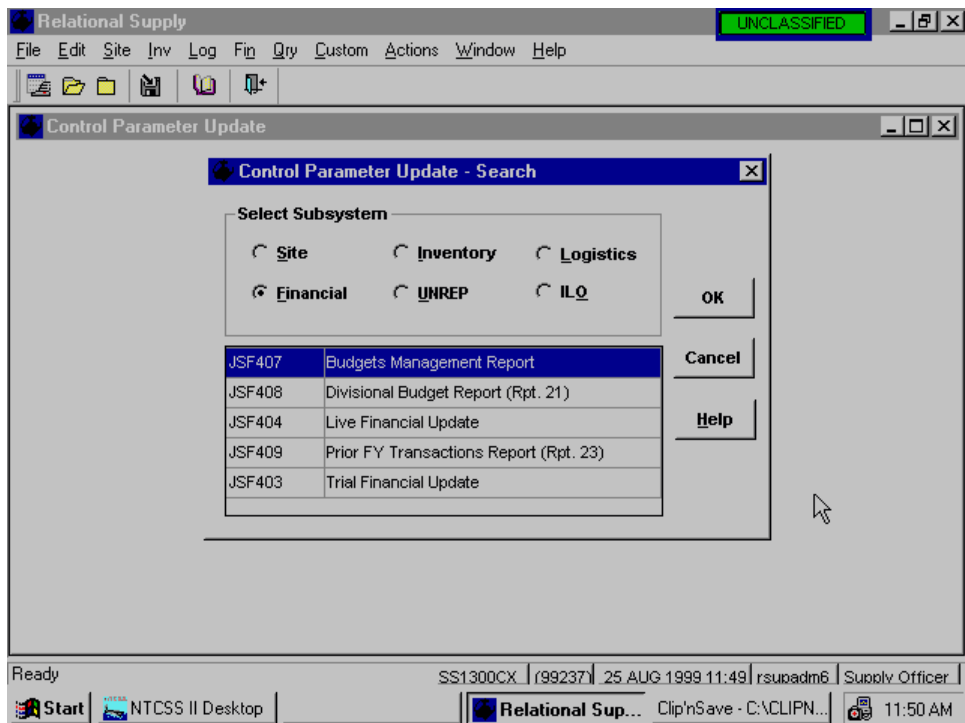 Relational Supply UNCLASSIFIED
File Edit Site Inv Log Fin Qry Custom Actions Window Help
Control Parameter Update
Control Parameter Update - Search
Select Subsystem
Site Inventory Logistics
Financial UNREP ILO
OK
JSF407 Budgets Management Report
Cancel
JSF408 Divisional Budget Report (Rpt. 21)
JSF404 Live Financial Update
Help
JSF409 Prior FY Transactions Report (Rpt. 23)
JSF403 Trial Financial Update
Ready SS1300CX (99237) 25 AUG 1999 11:49 rsupadm6 Supply Officer
Start NTCSS II Desktop Relational Sup... Clip'nSave - C:\CLIPN... 11:50 AM